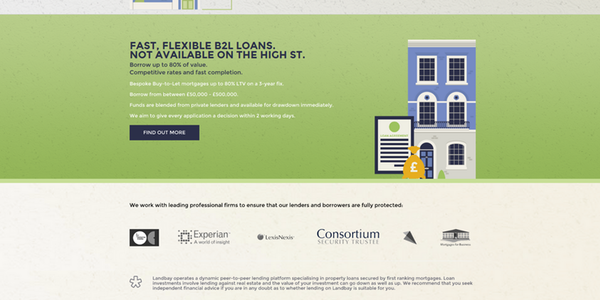 FAST, FLEXIBLE B2L LOANS.
NOT AVAILABLE ON THE HIGH ST.
Borrow up to 80% of value.
Competitive rates and fast completion.
Bespoke Buy-to-Let mortgages up to 80% LTV on a 3-year fix.
Borrow from between £50,000 - £500,000.
Funds are blended from private lenders and available for drawdown immediately.
We aim to give every application a decision within 2 working days.
FIND OUT MORE
£
We work with leading professional firms to ensure that our lenders and borrowers are fully protected:
Experian
A world of insight
LexisNexis
Consortium
SECURITY TRUSTEE
Mortgages for Business
Landbay operates a dynamic peer-to-peer lending platform specialising in property loans secured by first ranking mortgages. Loan
investments involve lending against real estate and the value of your investment can go down as well as up. We recommend that you seek
independent financial advice if you are in any doubt as to whether lending on Landbay is suitable for you.